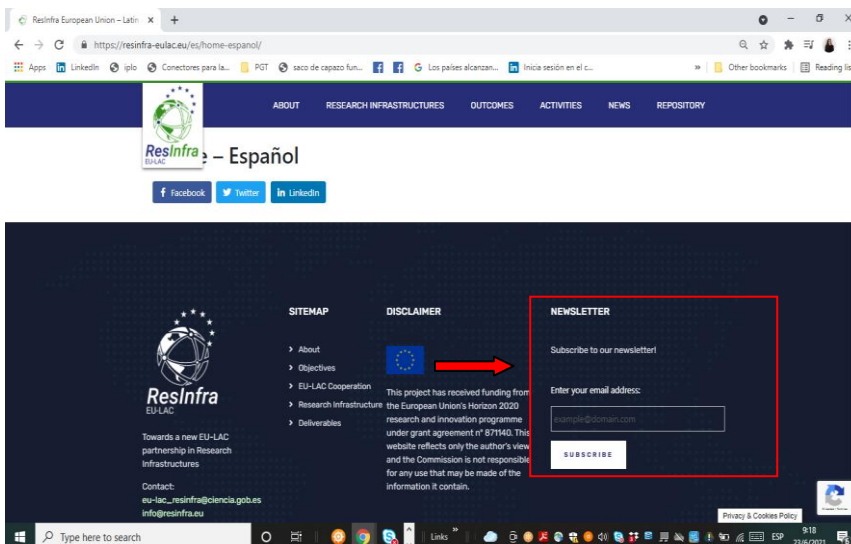 ResInfra European Union – Latin
https://resinfra-eulac.eu/es/home-espanol/
Apps LinkedIn iplo Conectores para la... PGT saco de capazo fun... Los países alcanzan... Inicia sesión en el c... » Other bookmarks Reading lis
ABOUT RESEARCH INFRASTRUCTURES OUTCOMES ACTIVITIES NEWS REPOSITORY
ResInfra
EU-LAC
e – Español
Facebook Twitter LinkedIn
SITEMAP
About
Objectives
EU-LAC Cooperation
Research Infrastructure
Deliverables
DISCLAIMER
This project has received funding from
the European Union's Horizon 2020
research and innovation programme
under grant agreement n° 871140. This
website reflects only the author's view
and the Commission is not responsible
for any use that may be made of the
information it contain.
NEWSLETTER
Subscribe to our newsletter!
Enter your email address:
example@domain.com
SUBSCRIBE
ResInfra
EU-LAC
Towards a new EU-LAC
partnership in Research
Infrastructures
Contact:
eu-lac_resinfra@ciencia.gob.es
info@resinfra.eu
Privacy & Cookies Policy
Type here to search
Links
ESP
9:18
23/6/2021